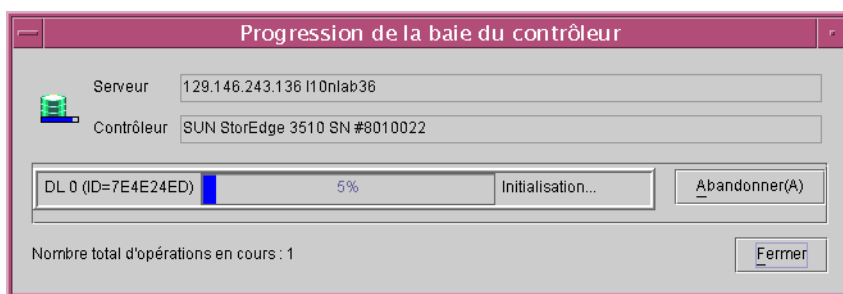 Progression de la baie du contrôleur
Serveur 129.146.243.136 l10nlab36
Contrôleur SUN StorEdge 3510 SN #8010022
DL 0 (ID=7E4E24ED) 5% Initialisation... Abandonner(A)
Nombre total d'opérations en cours : 1 Fermer